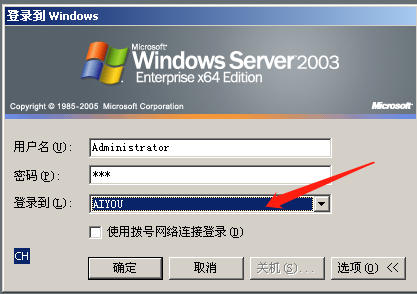 登录到 Windows
Microsoft
Windows Server 2003
Enterprise x64 Edition
Copyright © 1985-2005 Microsoft Corporation
Microsoft
用户名(U):
Administrator
密码(P):
***
登录到(L):
AIYOU
使用拨号网络连接登录(D)
CH
确定
取消
关机(S)...
选项(O) <<